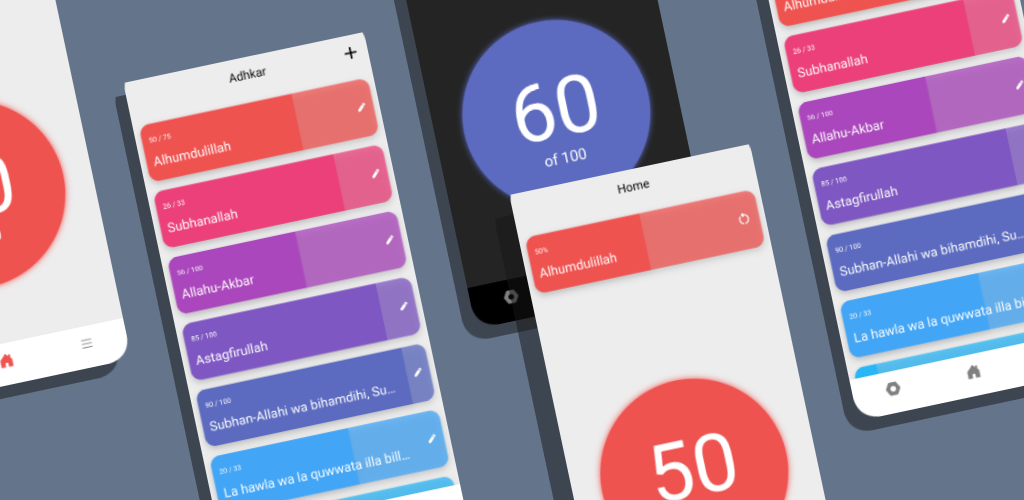 Adhkar
50 / 75
Alhumdulillah
26 / 33
Subhanallah
56 / 100
Allahu-Akbar
85 / 100
Astagfirullah
90 / 100
Subhan-Allahi wa bihamdihi, Su...
20 / 33
La hawla wa la quwwata illa bill...
60
of 100
Home
50%
Alhumdulillah
50
26 / 33
Subhanallah
56 / 100
Allahu-Akbar
85 / 100
Astagfirullah
90 / 100
Subhan-Allahi wa bihamdihi, Su...
20 / 33
La hawla wa la quwwata illa bi